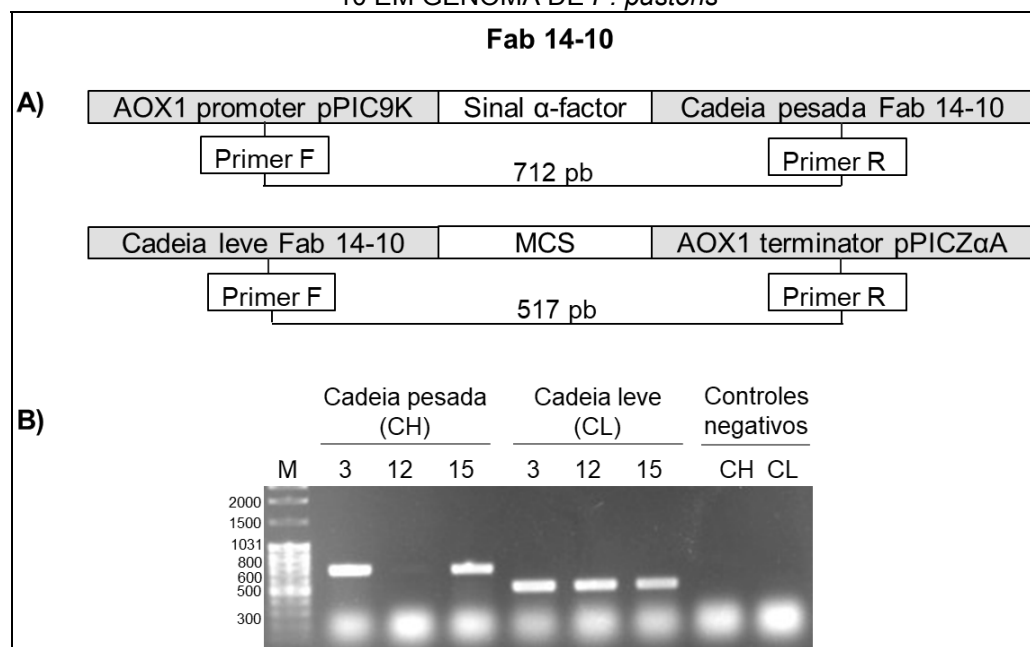 10 EM GENOMA DE P. pastoris
Fab 14-10
A)
AOX1 promoter pPIC9K Sinal α-factor Cadeia pesada Fab 14-10
Primer F Primer R
712 pb
Cadeia leve Fab 14-10 MCS AOX1 terminator pPICZαA
Primer F Primer R
517 pb
B)
Cadeia pesada (CH) Cadeia leve (CL) Controles negativos
M 3 12 15 3 12 15 CH CL
2000
1500
1031
800
600
500
300